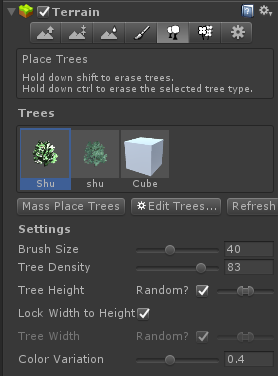 Terrain
Place Trees
Hold down shift to erase trees.
Hold down ctrl to erase the selected tree type.
Trees
Shu shu Cube
Mass Place Trees Edit Trees... Refresh
Settings
Brush Size 40
Tree Density 83
Tree Height Random?
Lock Width to Height
Tree Width Random?
Color Variation 0.4